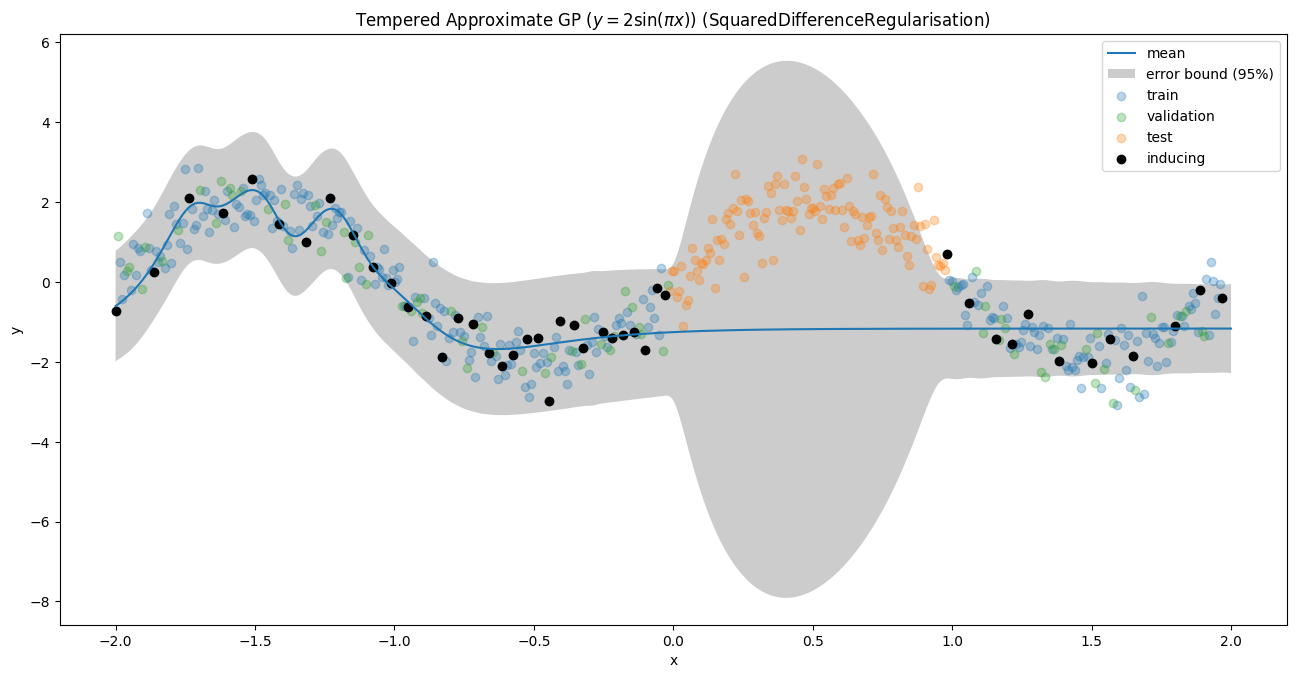 Tempered Approximate GP (y = 2 sin(πx)) (SquaredDifferenceRegularisation)
mean
error bound (95%)
train
validation
test
inducing
y
6
4
2
0
−2
−4
−6
−8
−2.0 −1.5 −1.0 −0.5 0.0 0.5 1.0 1.5 2.0
x